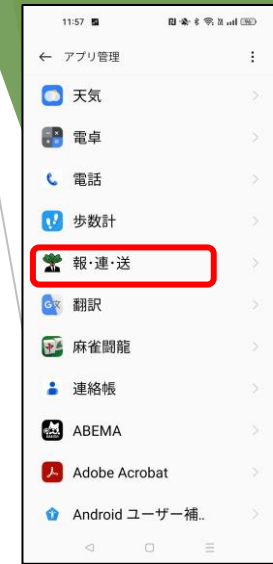 11:57
← アプリ管理
天気
電卓
電話
歩数計
報･連･送
翻訳
麻雀闘龍
連絡帳
ABEMA
Adobe Acrobat
Android ユーザー補..